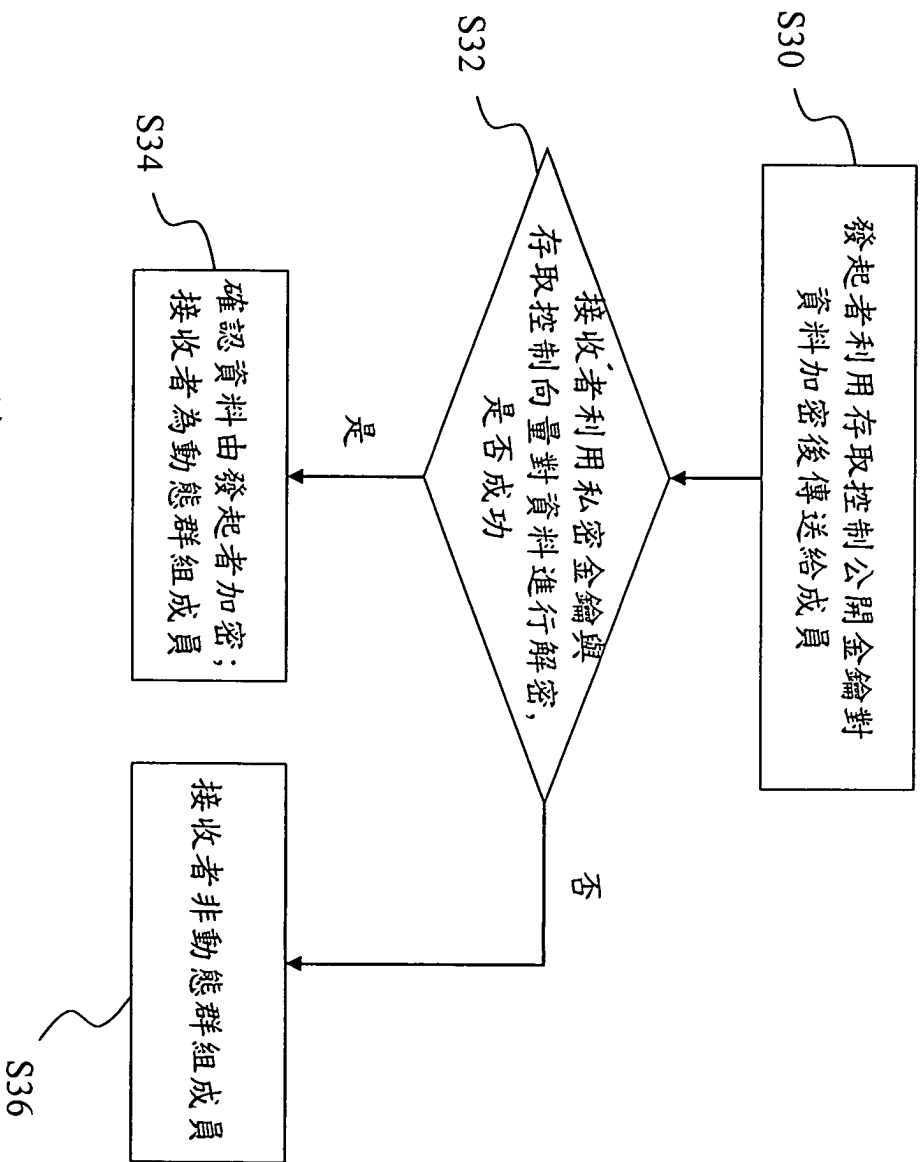 S30
發起者利用存取控制公開金鑰對
資料加密後傳送給成員
S32
接收者利用私密金鑰與
存取控制向量對資料進行解密,
是否成功
是
否
S34
確認資料由發起者加密;
接收者為動態群組成員
接收者非動態群組成員
S36